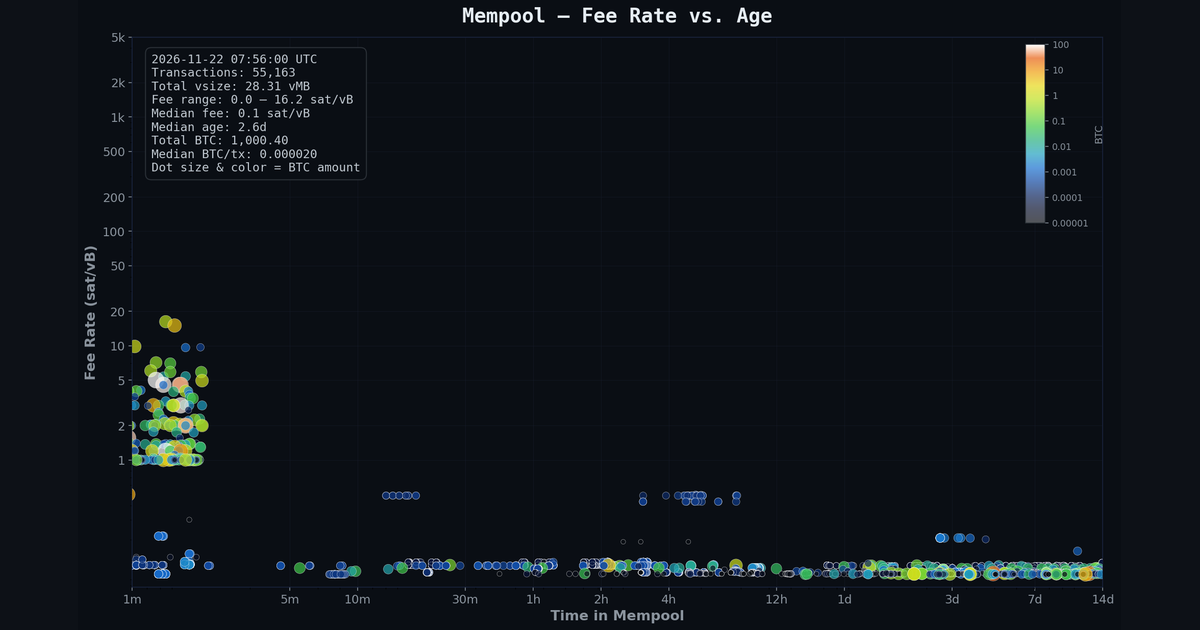 Mempool — Fee Rate vs. Age
2026-11-22 07:56:00 UTC
Transactions: 55,163
Total vsize: 28.31 vMB
Fee range: 0.0 – 16.2 sat/vB
Median fee: 0.1 sat/vB
Median age: 2.6d
Total BTC: 1,000.40
Median BTC/tx: 0.000020
Dot size & color = BTC amount
5k
2k
1k
500
200
100
50
20
10
5
2
1
Fee Rate (sat/vB)
100
10
1
0.1
0.01
0.001
0.0001
0.00001
BTC
1m 5m 10m 30m 1h 2h 4h 12h 1d 3d 7d 14d
Time in Mempool